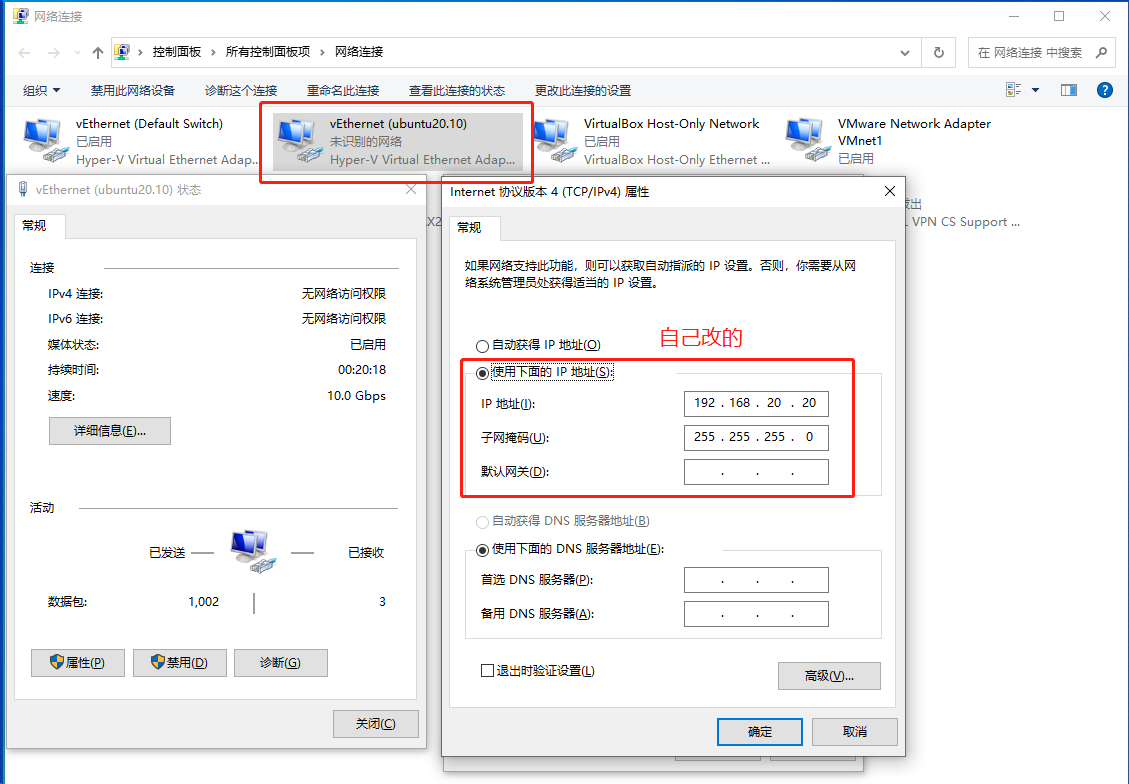 网络连接
控制面板 › 所有控制面板项 › 网络连接
在 网络连接 中搜索
组织 禁用此网络设备 诊断这个连接 重命名此连接 查看此连接的状态 更改此连接的设置
vEthernet (Default Switch)
已启用
Hyper-V Virtual Ethernet Adap...
vEthernet (ubuntu20.10)
未识别的网络
Hyper-V Virtual Ethernet Adap...
VirtualBox Host-Only Network
已启用
VirtualBox Host-Only Ethernet ...
VMware Network Adapter
VMnet1
已启用
X2
出
VPN CS Support ...
vEthernet (ubuntu20.10) 状态
常规
连接
IPv4 连接: 无网络访问权限
IPv6 连接: 无网络访问权限
媒体状态: 已启用
持续时间: 00:20:18
速度: 10.0 Gbps
详细信息(E)...
活动
已发送 已接收
数据包: 1,002 3
属性(P) 禁用(D) 诊断(G)
关闭(C)
Internet 协议版本 4 (TCP/IPv4) 属性
常规
如果网络支持此功能，则可以获取自动指派的 IP 设置。否则，你需要从网
络系统管理员处获得适当的 IP 设置。
自动获得 IP 地址(O)
自己改的
使用下面的 IP 地址(S):
IP 地址(I): 192 . 168 . 20 . 20
子网掩码(U): 255 . 255 . 255 . 0
默认网关(D): . . .
自动获得 DNS 服务器地址(B)
使用下面的 DNS 服务器地址(E):
首选 DNS 服务器(P): . . .
备用 DNS 服务器(A): . . .
退出时验证设置(L)
高级(V)...
确定 取消